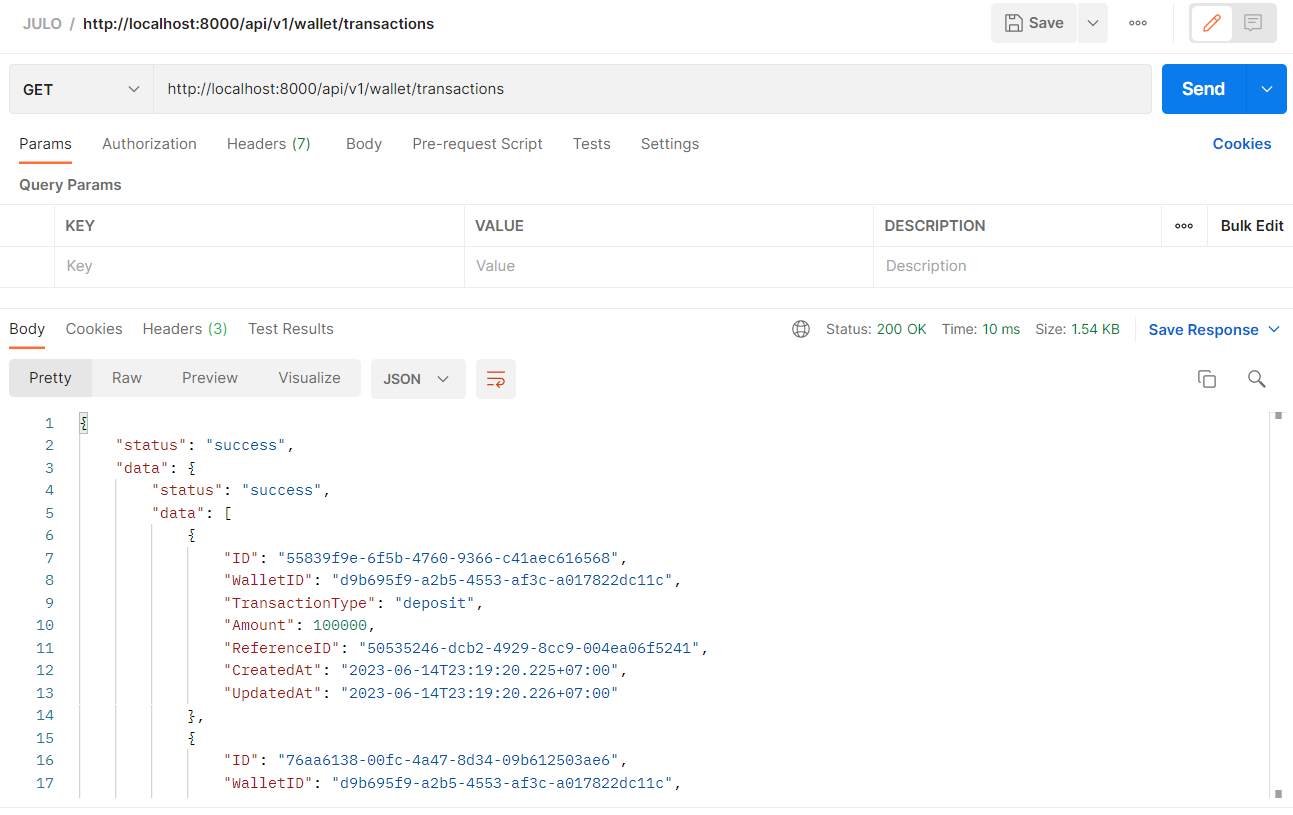 JULO / http://localhost:8000/api/v1/wallet/transactions Save ooo
GET http://localhost:8000/api/v1/wallet/transactions Send
Params Authorization Headers (7) Body Pre-request Script Tests Settings Cookies
Query Params
KEY VALUE DESCRIPTION ooo Bulk Edit
Key Value Description
Body Cookies Headers (3) Test Results Status: 200 OK Time: 10 ms Size: 1.54 KB Save Response
Pretty Raw Preview Visualize JSON
1 {
2 "status": "success",
3 "data": {
4 "status": "success",
5 "data": [
6 {
7 "ID": "55839f9e-6f5b-4760-9366-c41aec616568",
8 "WalletID": "d9b695f9-a2b5-4553-af3c-a017822dc11c",
9 "TransactionType": "deposit",
10 "Amount": 100000,
11 "ReferenceID": "50535246-dcb2-4929-8cc9-004ea06f5241",
12 "CreatedAt": "2023-06-14T23:19:20.225+07:00",
13 "UpdatedAt": "2023-06-14T23:19:20.226+07:00"
14 },
15 {
16 "ID": "76aa6138-00fc-4a47-8d34-09b612503ae6",
17 "WalletID": "d9b695f9-a2b5-4553-af3c-a017822dc11c",